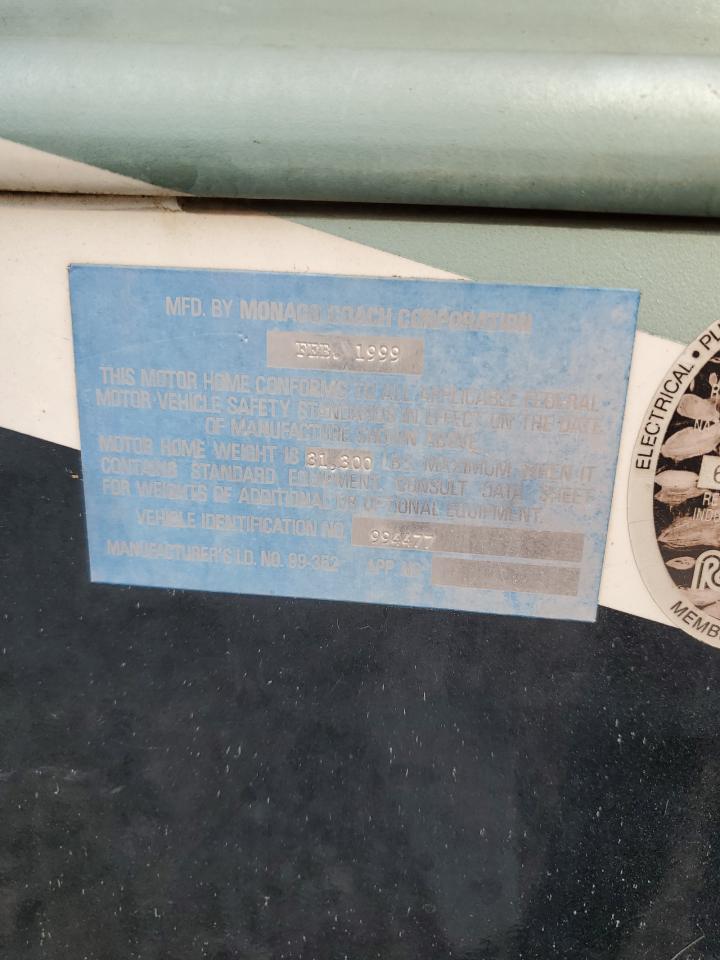 MFD. BY MONACO COACH CORPORATION
FEB. 1999
THIS MOTOR HOME CONFORMS TO ALL APPLICABLE FEDERAL
MOTOR VEHICLE SAFETY STANDARDS IN EFFECT ON THE DATE
OF MANUFACTURE SHOWN ABOVE
MOTOR HOME WEIGHT IS 31,300 LBS. MAXIMUM WHEN IT
CONTAINS STANDARD EQUIPMENT. CONSULT DATA SHEET
FOR WEIGHTS OF ADDITIONAL OR OPTIONAL EQUIPMENT.
VEHICLE IDENTIFICATION NO 994477
MANUFACTURER'S I.D. NO. 89-352 APP NO
ELECTRICAL • PL